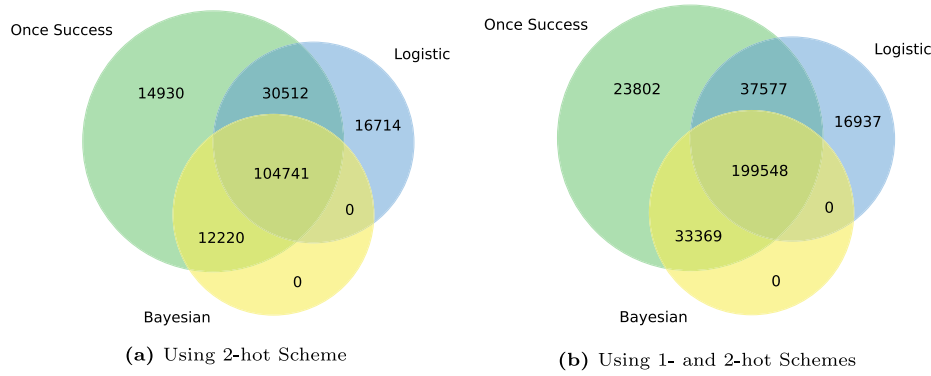 Once Success
Logistic
14930
30512
16714
104741
0
12220
0
Bayesian
(a) Using 2-hot Scheme
Once Success
Logistic
23802
37577
16937
199548
0
33369
0
Bayesian
(b) Using 1- and 2-hot Schemes